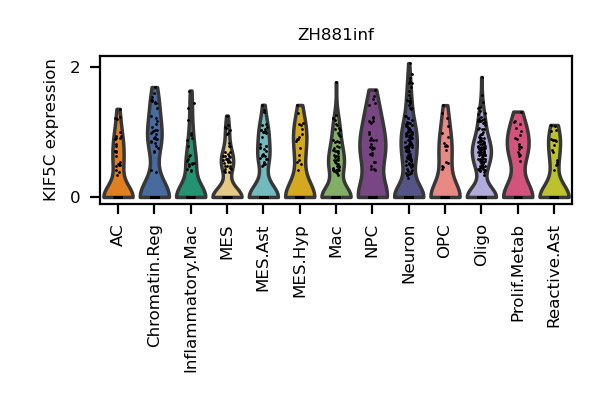 ZH881inf
KIF5C expression
2
0
AC
Chromatin.Reg
Inflammatory.Mac
MES
MES.Ast
MES.Hyp
Mac
NPC
Neuron
OPC
Oligo
Prolif.Metab
Reactive.Ast